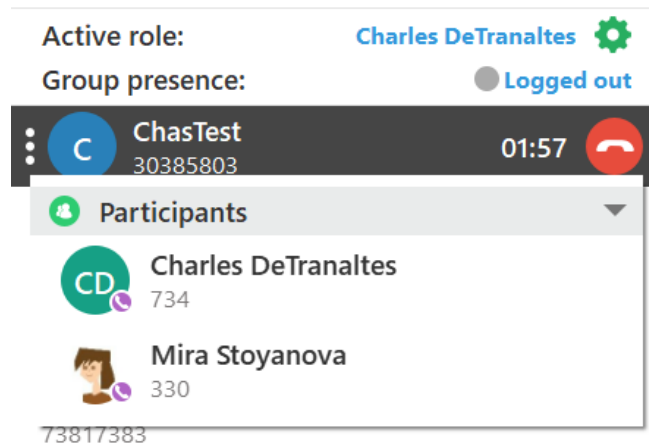 Active role: Charles DeTranaltes
Group presence: Logged out
C ChasTest 01:57
30385803
Participants
CD Charles DeTranaltes
734
Mira Stoyanova
330
73817383